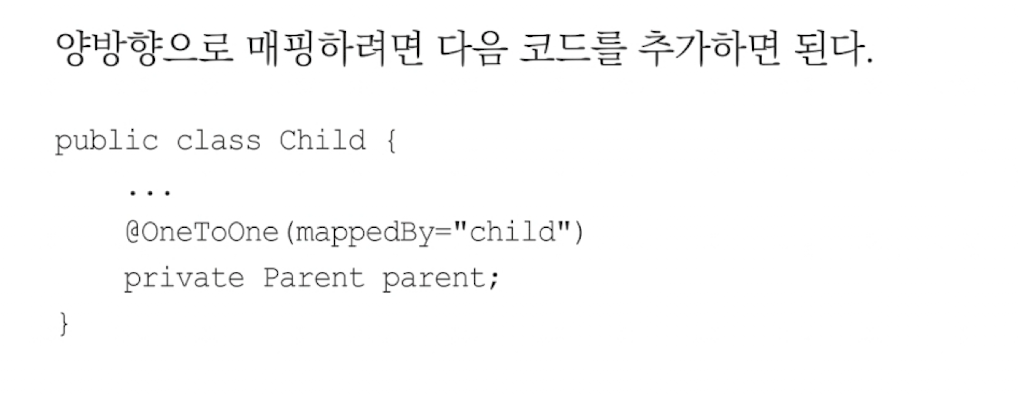 양방향으로 매핑하려면 다음 코드를 추가하면 된다.
public class Child {
...
@OneToOne(mappedBy="child")
private Parent parent;
}